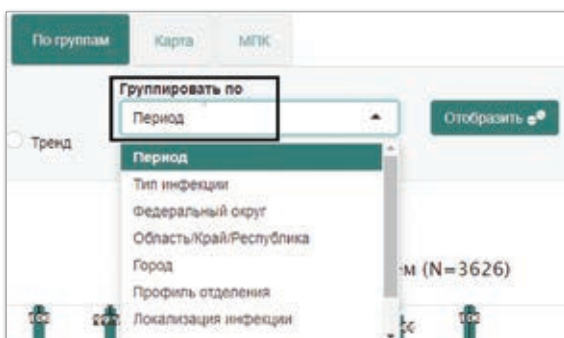 По группам
Карта
МПК
Группировать по
Период
Отобразить
Тренд
Период
Тип инфекции
Федеральный округ
Область/Край/Республика
Город
м (N=3626)
Профиль отделения
Локализация инфекции